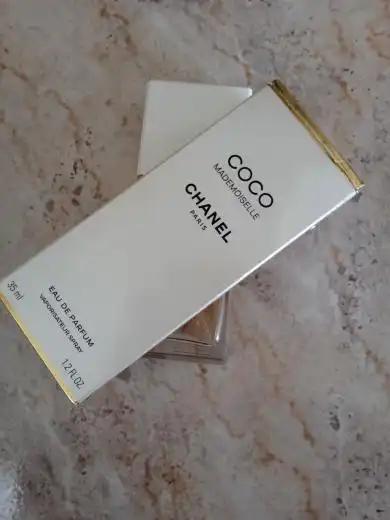 COCO
MADEMOISELLE
CHANEL
PARIS
EAU DE PARFUM
VAPORISATEUR SPRAY
35 ml
1.2 FL.OZ.